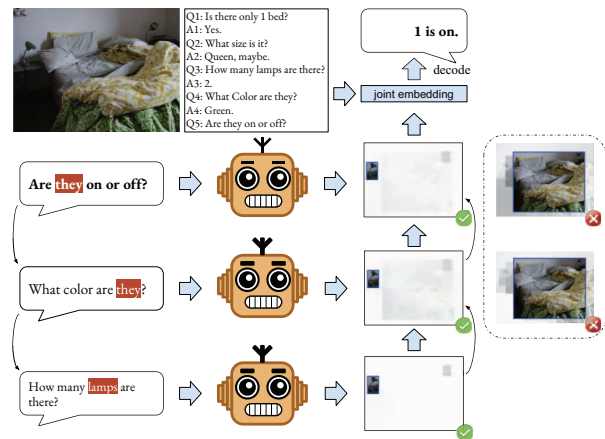 Q1: Is there only 1 bed?
A1: Yes.
Q2: What size is it?
A2: Queen, maybe.
Q3: How many lamps are there?
A3: 2.
Q4: What Color are they?
A4: Green.
Q5: Are they on or off?
1 is on.
decode
joint embedding
Are they on or off?
What color are they?
How many lamps are
there?